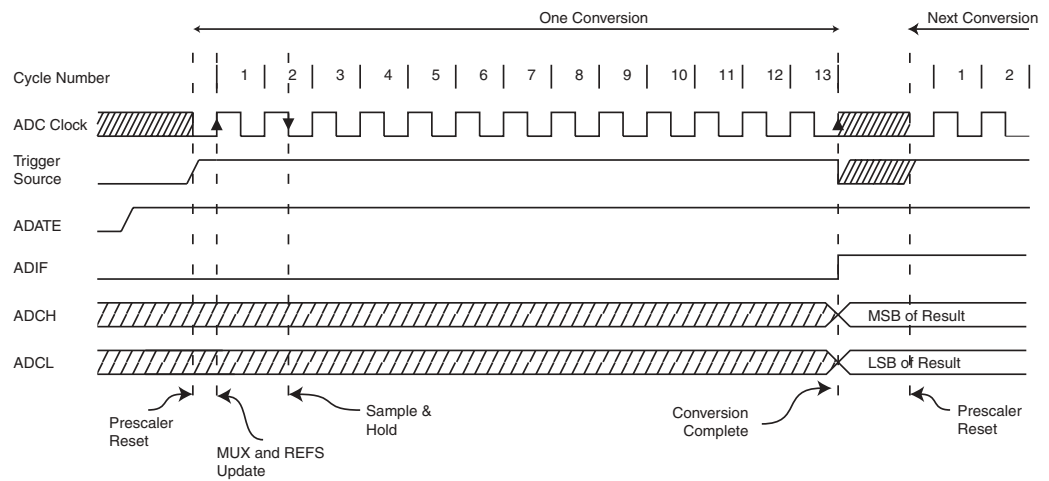 One Conversion
Next Conversion
Cycle Number
1 2 3 4 5 6 7 8 9 10 11 12 13 1 2
ADC Clock
Trigger
Source
ADATE
ADIF
ADCH
MSB of Result
ADCL
LSB of Result
Prescaler
Reset
MUX and REFS
Update
Sample &
Hold
Conversion
Complete
Prescaler
Reset